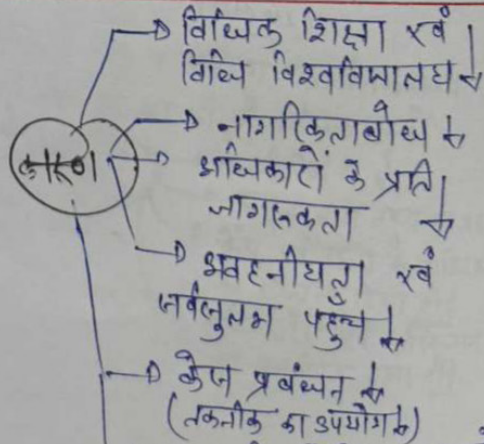 विधिक शिक्षा एवं
विधि विश्वविद्यालय ↓
नागरिकताबोध ↓
कारण
अधिकारों के प्रति
जागरूकता ↓
अवहनीयता एवं
सर्वसुलभ पहुँच ↓
केस प्रबंधन ↓
(तकनीक का उपयोग ↓)